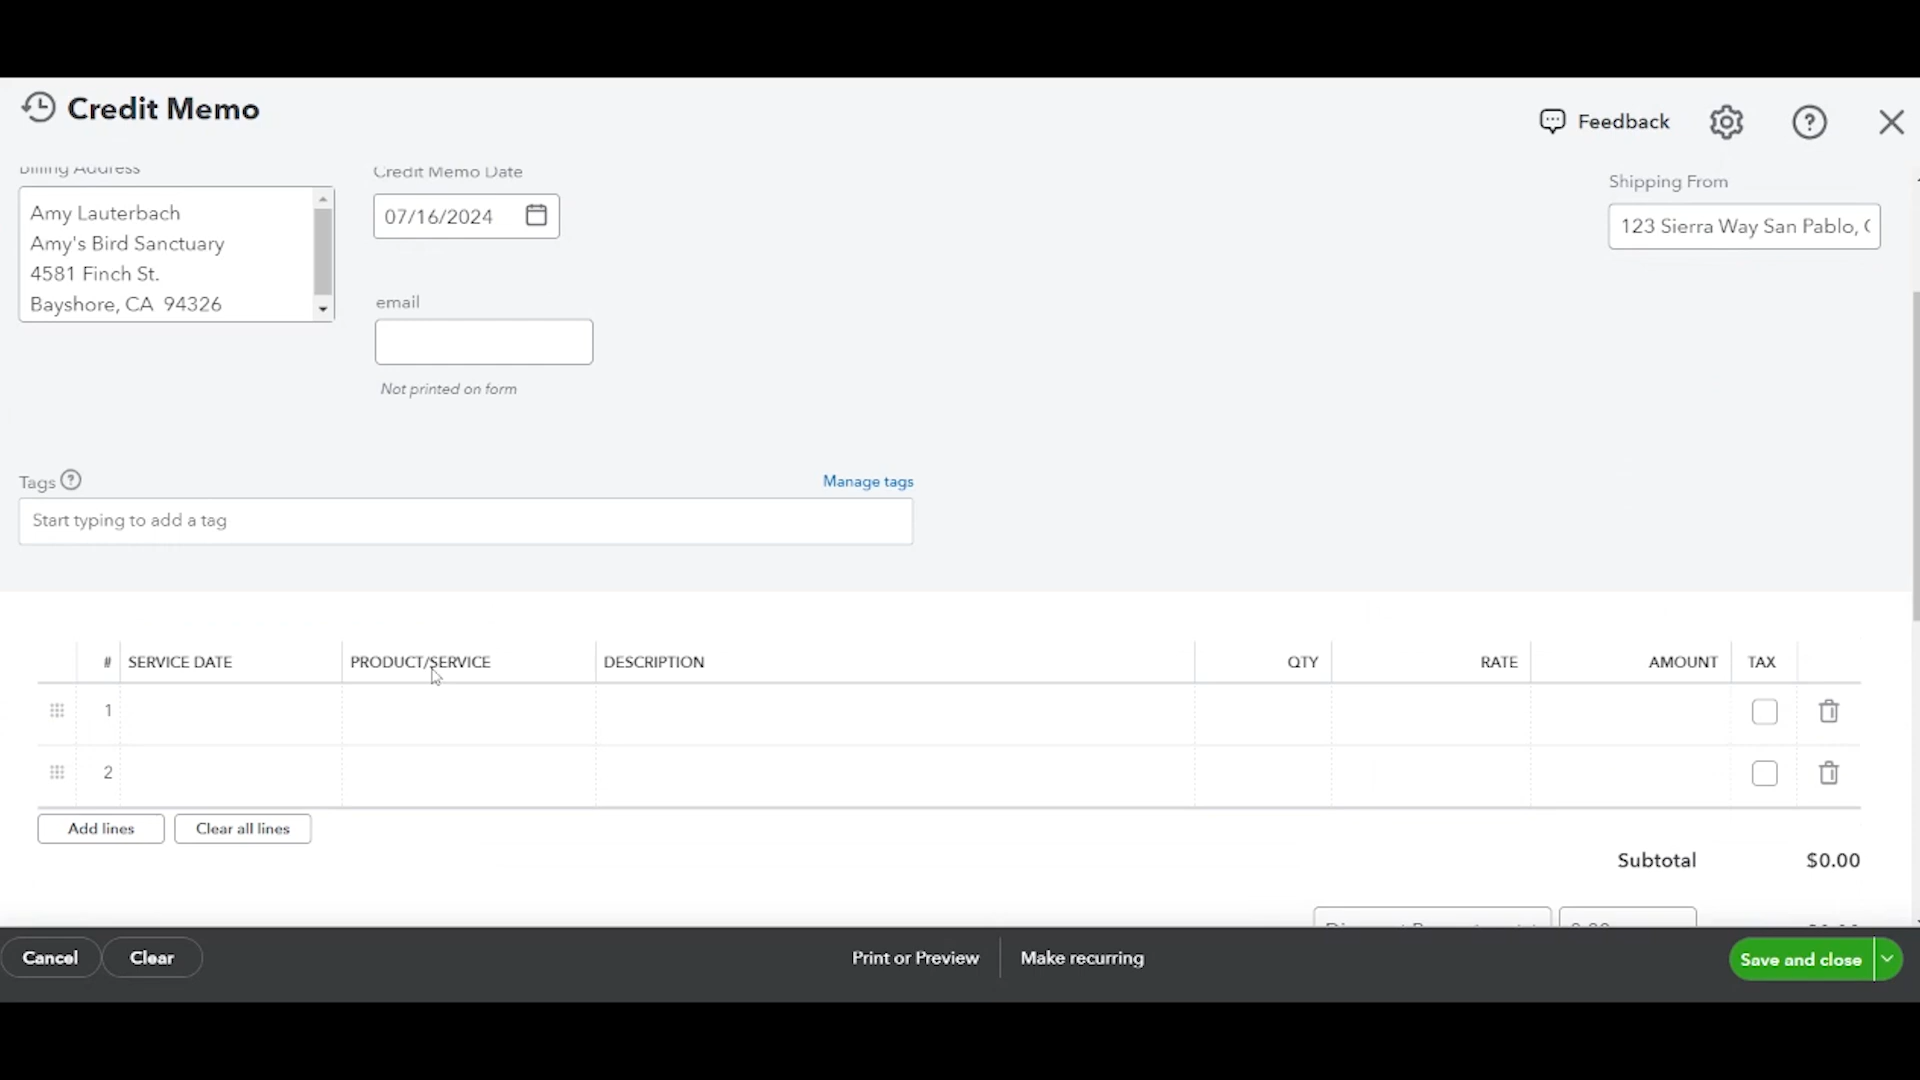 Credit Memo
Feedback
Billing Address
Credit Memo Date
Shipping From
Amy Lauterbach
Amy's Bird Sanctuary
4581 Finch St.
Bayshore, CA 94326
07/16/2024
123 Sierra Way San Pablo, C
email
Not printed on form
Tags
Manage tags
Start typing to add a tag
# SERVICE DATE PRODUCT/SERVICE DESCRIPTION QTY RATE AMOUNT TAX
1
2
Add lines Clear all lines
Subtotal $0.00
Cancel Clear Print or Preview Make recurring Save and close